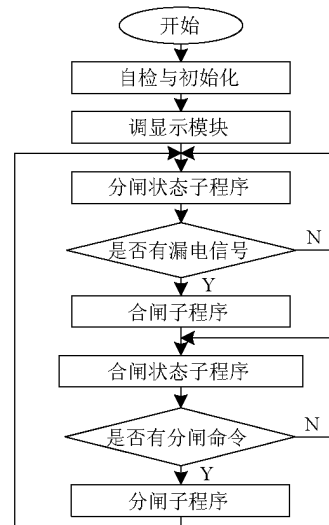 开始
自检与初始化
调显示模块
分闸状态子程序
是否有漏电信号
N
Y
合闸子程序
合闸状态子程序
是否有分闸命令
N
Y
分闸子程序